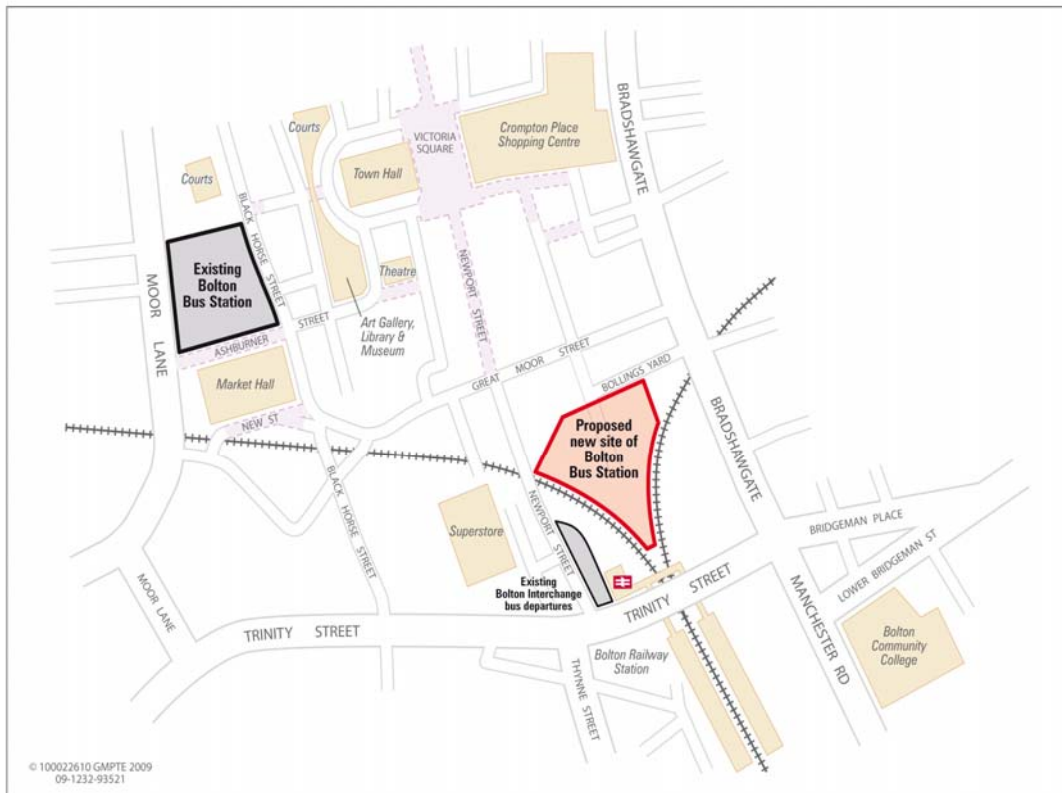 BRADSHAWGATE
Courts
VICTORIA
SQUARE
Crompton Place
Shopping Centre
Town Hall
Courts
BLACK HORSE STREET
Existing
Bolton
Bus Station
MOOR LANE
Theatre
NEWPORT STREET
ASHBURNER STREET
Art Gallery,
Library &
Museum
Market Hall
GREAT MOOR STREET
BOLLINGS YARD
NEW ST
BRADSHAWGATE
Proposed
new site of
Bolton
Bus Station
BLACK HORSE STREET
Superstore
NEWPORT STREET
BRIDGEMAN PLACE
LOWER BRIDGEMAN ST
Existing
Bolton Interchange
bus departures
MOOR LANE
TRINITY STREET
TRINITY STREET
MANCHESTER RD
Bolton
Community
College
Bolton Railway
Station
THYNNE STREET
© 100022610 GMPTE 2009
09-1232-93521